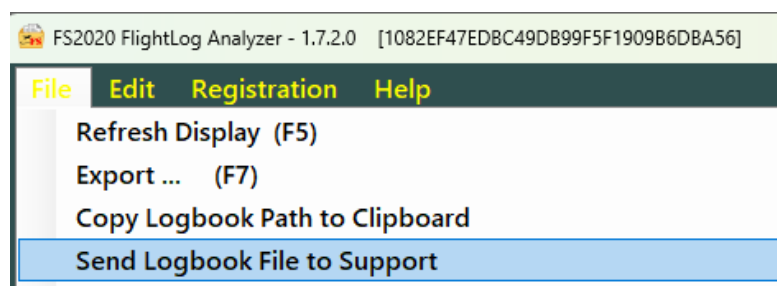 FS2020 FlightLog Analyzer - 1.7.2.0 [1082EF47EDBC49DB99F5F1909B6DBA56]
File Edit Registration Help
Refresh Display (F5)
Export ... (F7)
Copy Logbook Path to Clipboard
Send Logbook File to Support